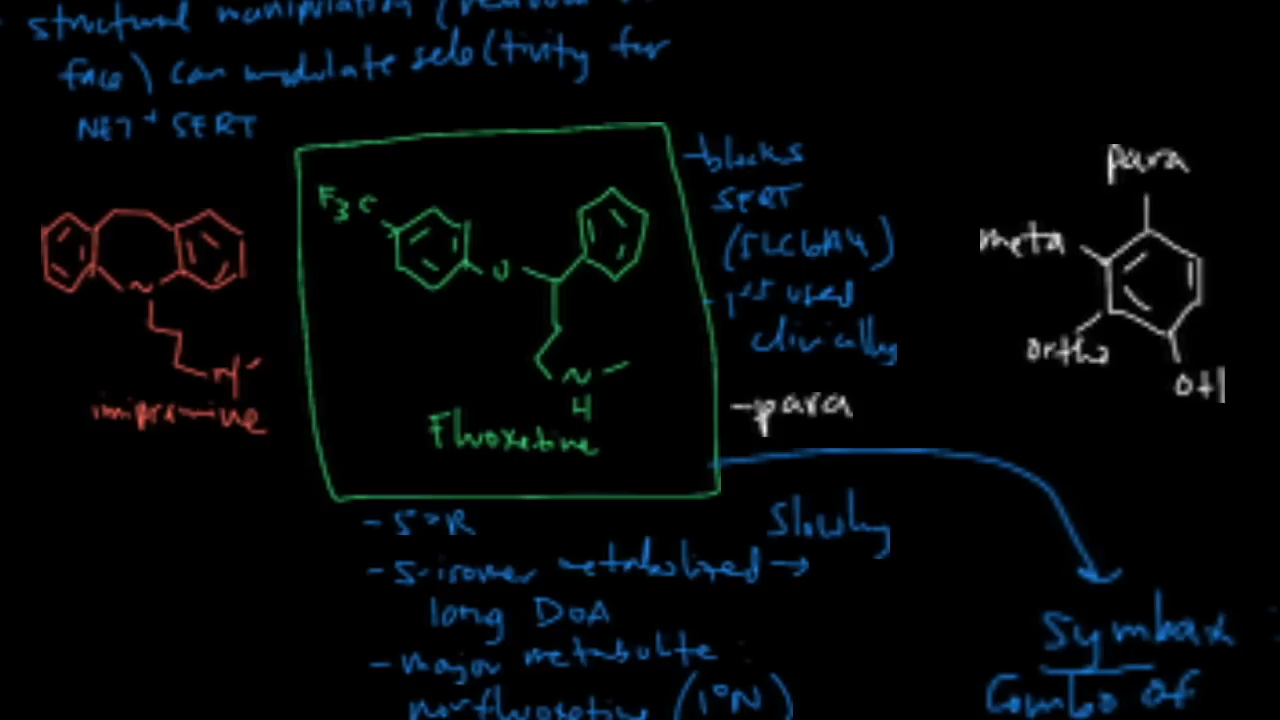 structural manipulation
face) can modulate selectivity for
NET + SERT
imipramine
N
N
F3C
O
N
H
Fluoxetine
-blocks
SERT
(SLC6A4)
- 1st used
clinically
-para
para
meta
ortho
OH
- S>R
- S-isomer metabolized → Slowly
long DOA
- major metabolite
norfluoxetine (1°N)
Symbax
Combo of